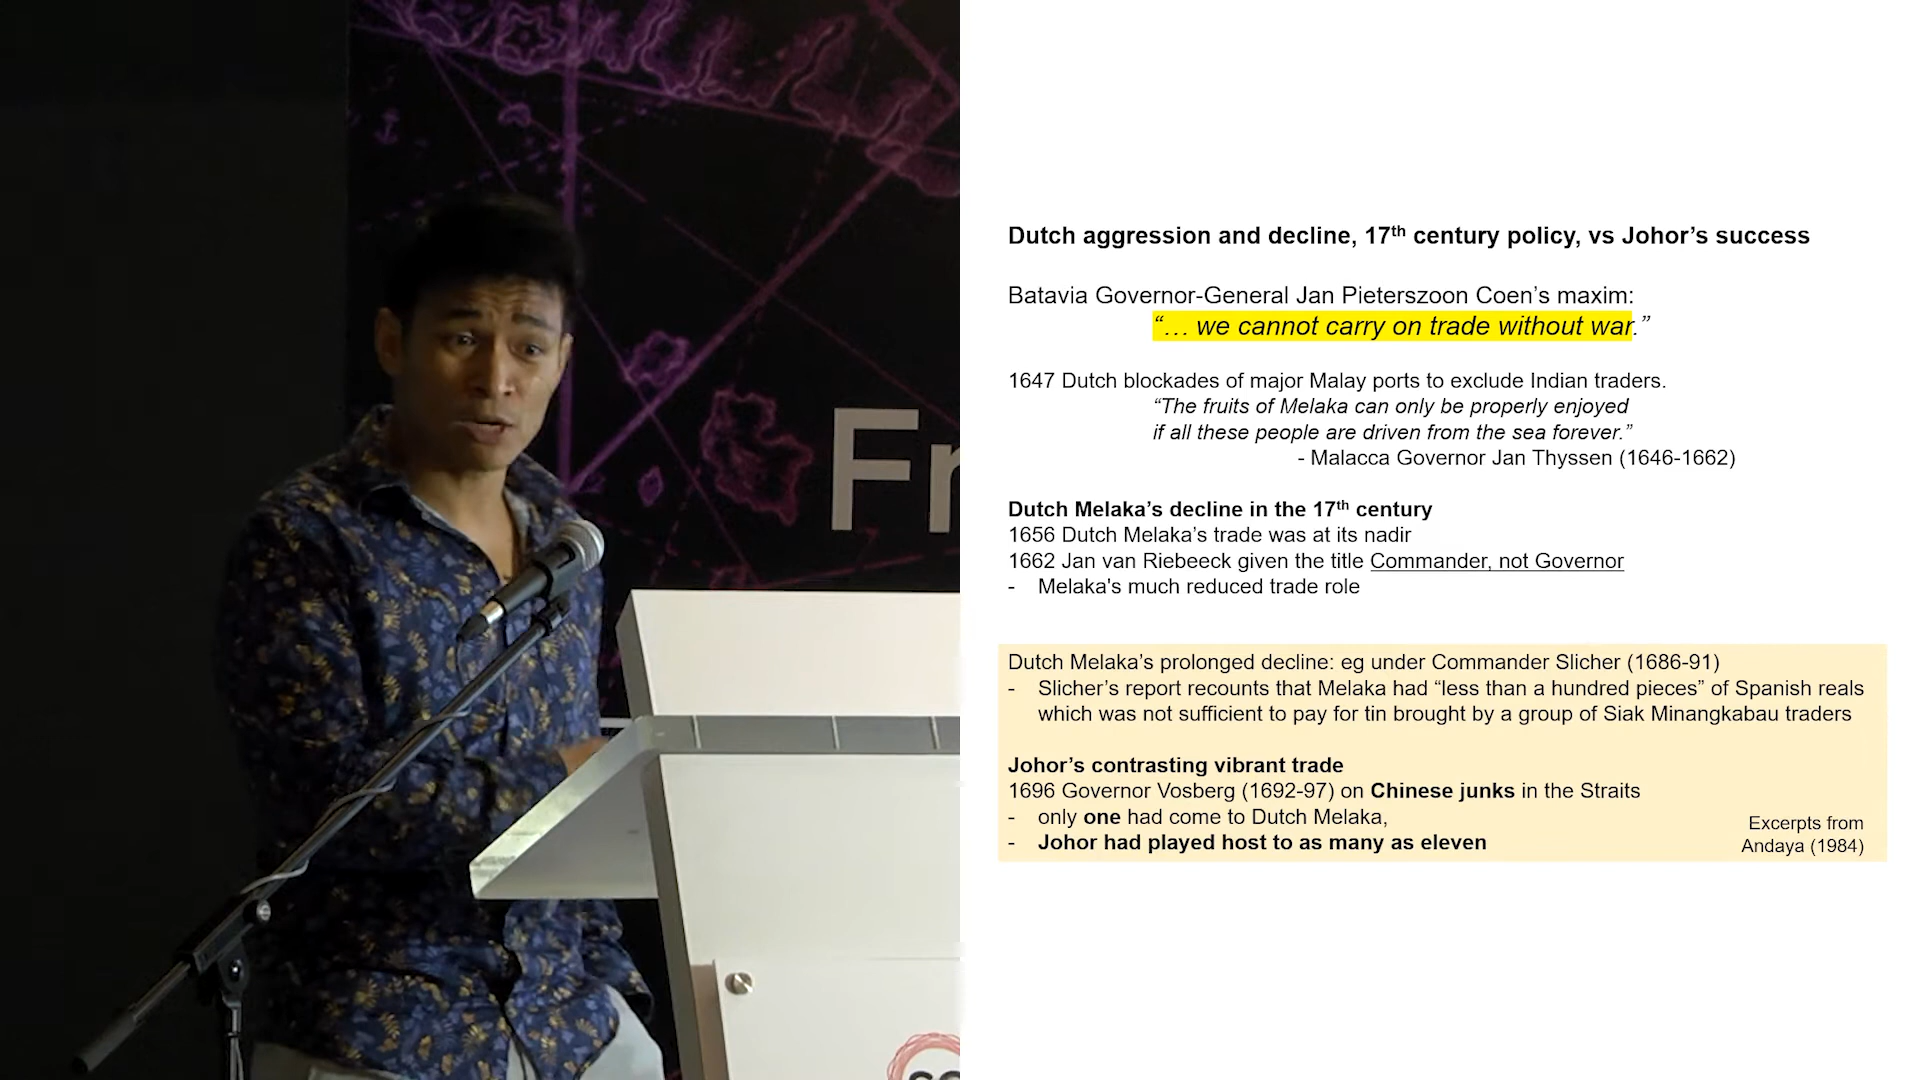 Fr
Dutch aggression and decline, 17th century policy, vs Johor's success
Batavia Governor-General Jan Pieterszoon Coen's maxim:
“… we cannot carry on trade without war.”
1647 Dutch blockades of major Malay ports to exclude Indian traders.
“The fruits of Melaka can only be properly enjoyed
if all these people are driven from the sea forever.”
- Malacca Governor Jan Thyssen (1646-1662)
Dutch Melaka’s decline in the 17th century
1656 Dutch Melaka’s trade was at its nadir
1662 Jan van Riebeeck given the title Commander, not Governor
- Melaka's much reduced trade role
Dutch Melaka’s prolonged decline: eg under Commander Slicher (1686-91)
- Slicher’s report recounts that Melaka had “less than a hundred pieces” of Spanish reals
which was not sufficient to pay for tin brought by a group of Siak Minangkabau traders
Johor’s contrasting vibrant trade
1696 Governor Vosberg (1692-97) on Chinese junks in the Straits
- only one had come to Dutch Melaka,
- Johor had played host to as many as eleven
Excerpts from
Andaya (1984)